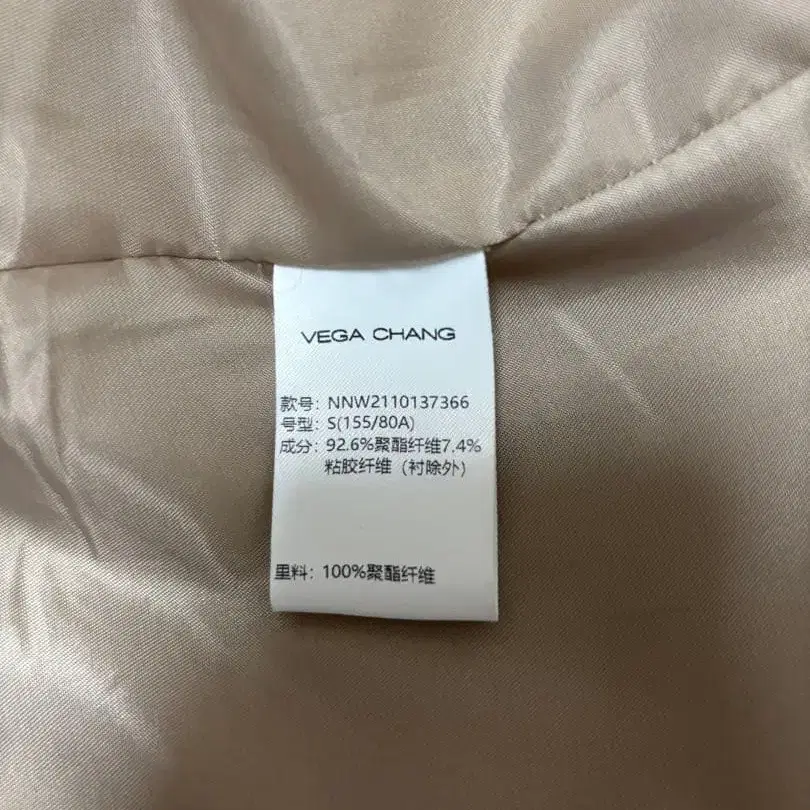 VEGA CHANG
款号: NNW2110137366
号型: S(155/80A)
成分: 92.6%聚酯纤维7.4%
粘胶纤维（衬除外）
里料: 100%聚酯纤维